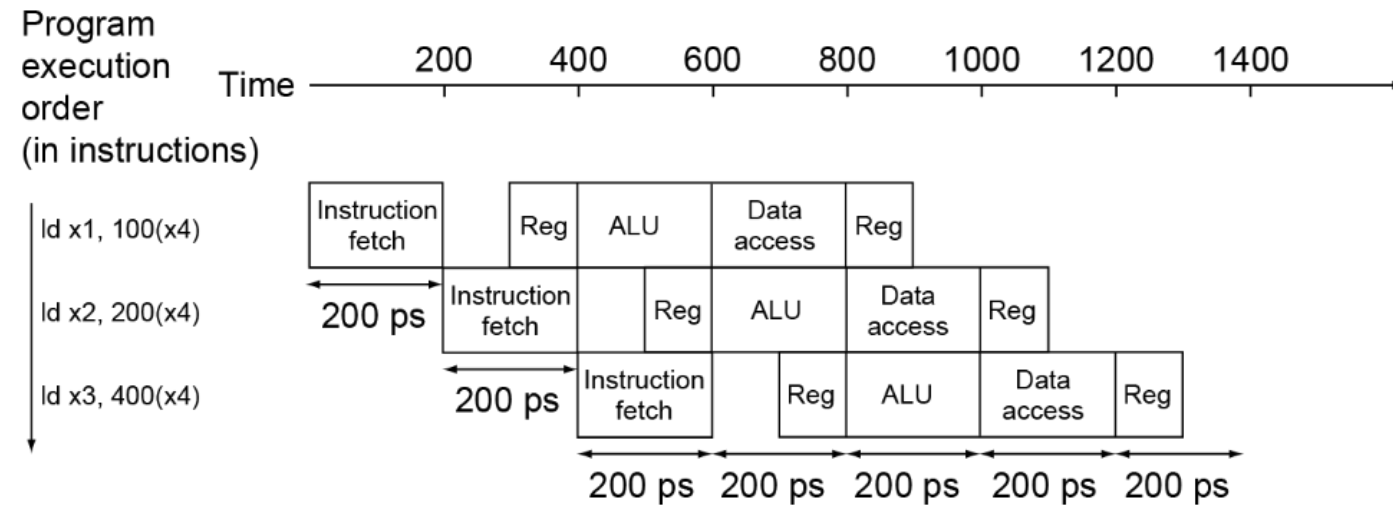 Program
execution
order
(in instructions)
Time
200 400 600 800 1000 1200 1400
ld x1, 100(x4)
Instruction
fetch
Reg
ALU
Data
access
Reg
200 ps
ld x2, 200(x4)
Instruction
fetch
Reg
ALU
Data
access
Reg
200 ps
ld x3, 400(x4)
Instruction
fetch
Reg
ALU
Data
access
Reg
200 ps 200 ps 200 ps 200 ps 200 ps